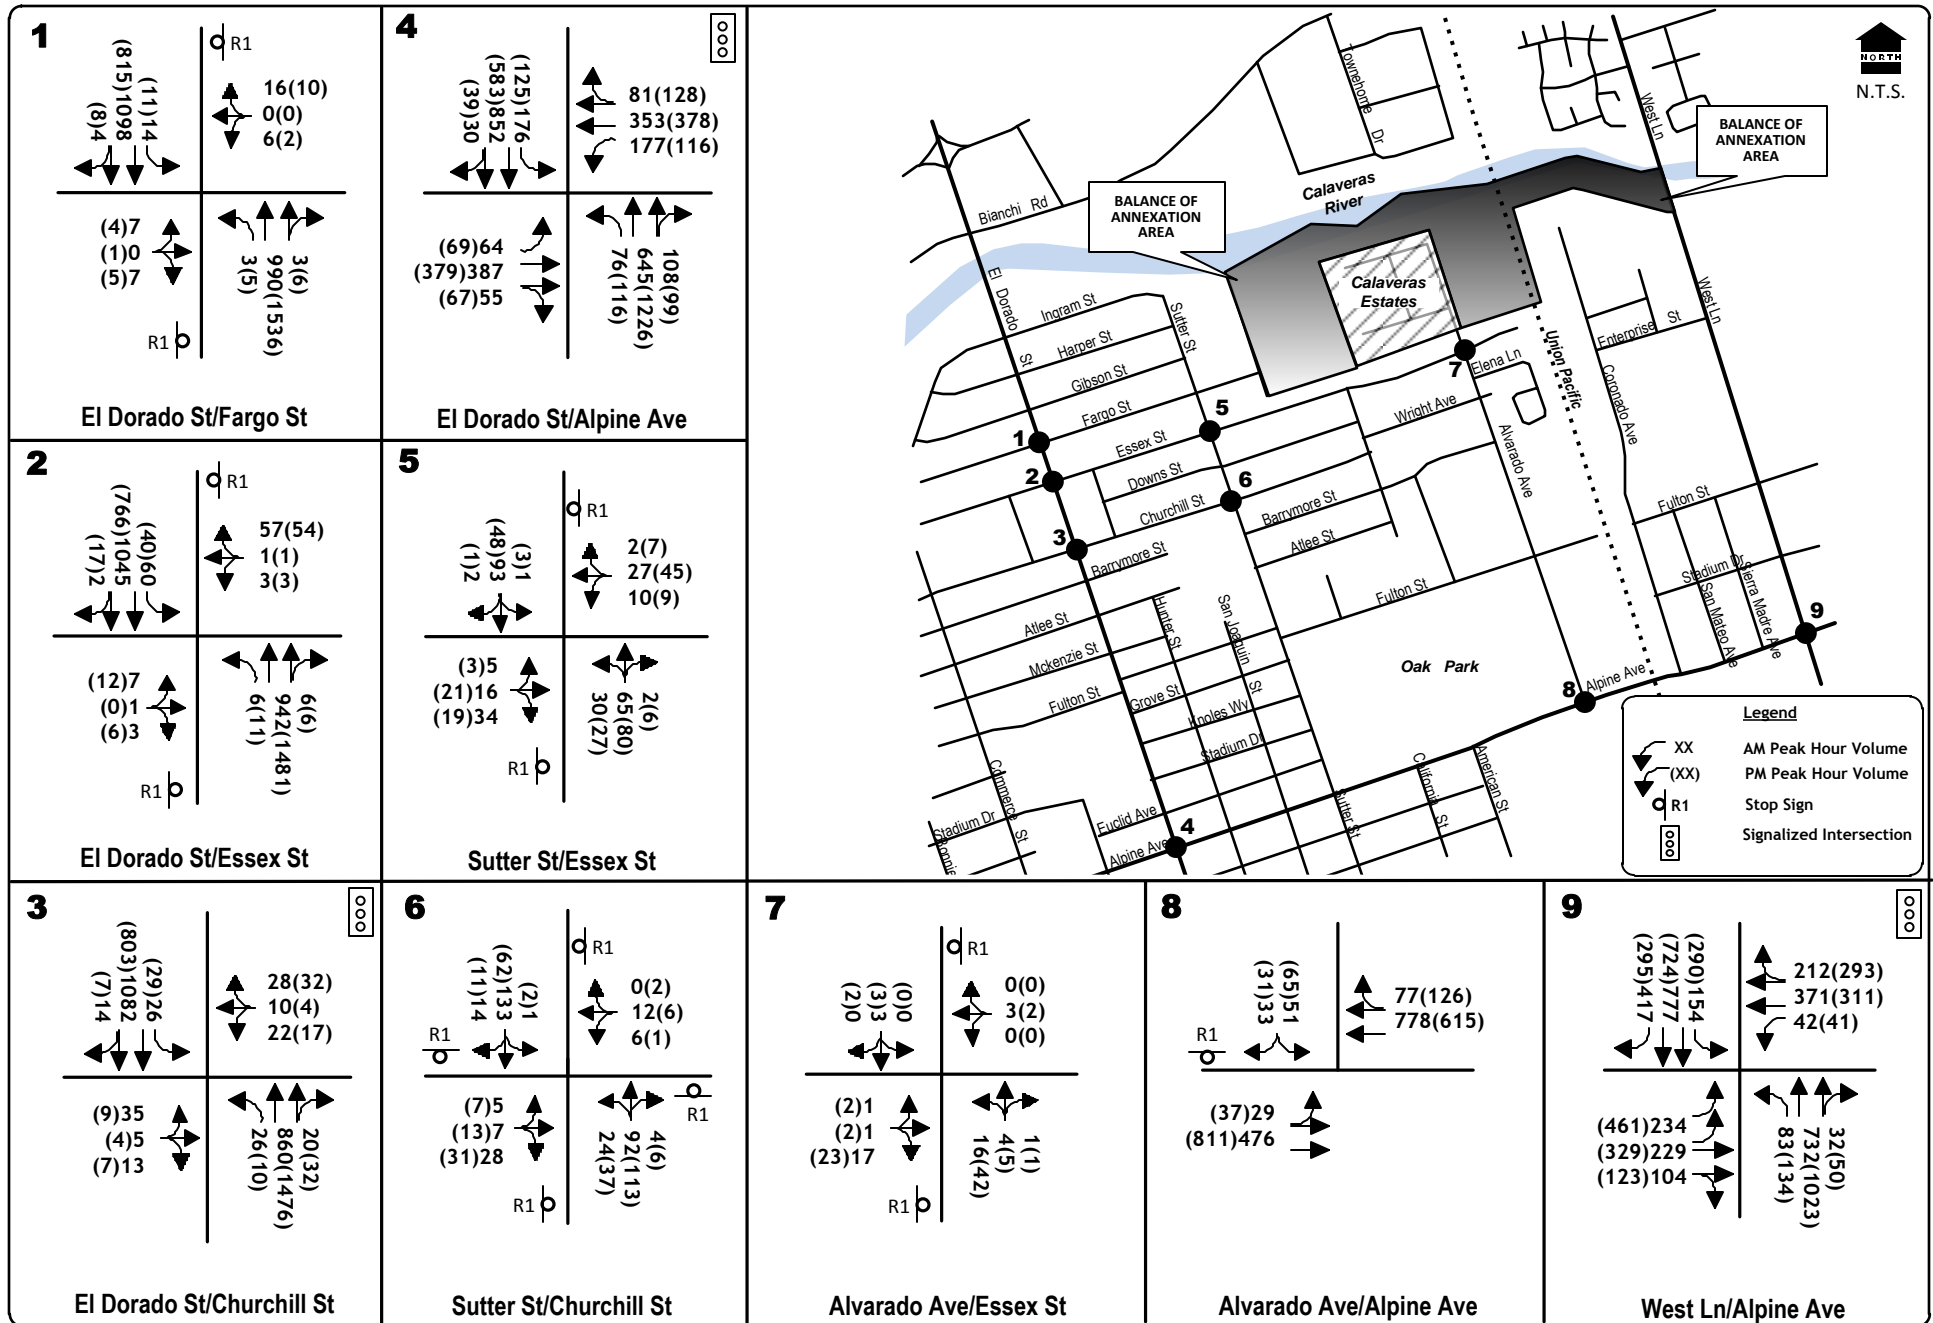 1
R1
(8)4
(815)1098
(11)14
16(10)
0(0)
6(2)
(4)7
(1)0
(5)7
3(5)
990(1536)
3(6)
R1
El Dorado St/Fargo St
4
(39)30
(583)852
(125)176
81(128)
353(378)
177(116)
(69)64
(379)387
(67)55
76(116)
645(1226)
108(99)
El Dorado St/Alpine Ave
2
R1
(17)2
(766)1045
(40)60
57(54)
1(1)
3(3)
(12)7
(0)1
(6)3
6(11)
942(1481)
6(6)
R1
El Dorado St/Essex St
5
R1
(1)2
(48)93
(3)1
2(7)
27(45)
10(9)
(3)5
(21)16
(19)34
30(27)
65(80)
2(6)
R1
Sutter St/Essex St
3
(7)14
(803)1082
(29)26
28(32)
10(4)
22(17)
(9)35
(4)5
(7)13
26(10)
860(1476)
20(32)
El Dorado St/Churchill St
6
R1
R1
(11)14
(62)133
(2)1
0(2)
12(6)
6(1)
(7)5
(13)7
(31)28
24(37)
92(113)
4(6)
R1
R1
Sutter St/Churchill St
7
R1
(2)0
(3)3
(0)0
0(0)
3(2)
0(0)
(2)1
(2)1
(23)17
16(42)
4(5)
1(1)
R1
Alvarado Ave/Essex St
8
R1
(31)33
(65)51
77(126)
778(615)
(37)29
(811)476
Alvarado Ave/Alpine Ave
9
(295)417
(724)777
(290)154
212(293)
371(311)
42(41)
(461)234
(329)229
(123)104
83(134)
732(1023)
32(50)
West Ln/Alpine Ave
NORTH
N.T.S.
Townehome Dr
West Ln
BALANCE OF
ANNEXATION
AREA
BALANCE OF
ANNEXATION
AREA
Calaveras
River
Bianchi Rd
Calaveras
Estates
El Dorado St
Ingram St
Harper St
Gibson St
Fargo St
Sutter St
Essex St
Downs St
Churchill St
Barrymore St
Barrymore St
Atlee St
Atlee St
Mckenzie St
Fulton St
Fulton St
Fulton St
Hunter St
San Joaquin St
Grove St
Knoles Wy
Stadium Dr
Stadium Dr
Stadium Dr
Commerce St
Euclid Ave
Alpine Ave
Alpine Ave
Bonnie
Sutter St
California St
American St
Oak Park
Wright Ave
Elena Ln
Alvarado Ave
Union Pacific
Coronado Ave
Enterprise St
West Ln
San Mateo Ave
Sierra Madre Ave
1
2
3
4
5
6
7
8
9
Legend
XX AM Peak Hour Volume
(XX) PM Peak Hour Volume
R1 Stop Sign
Signalized Intersection